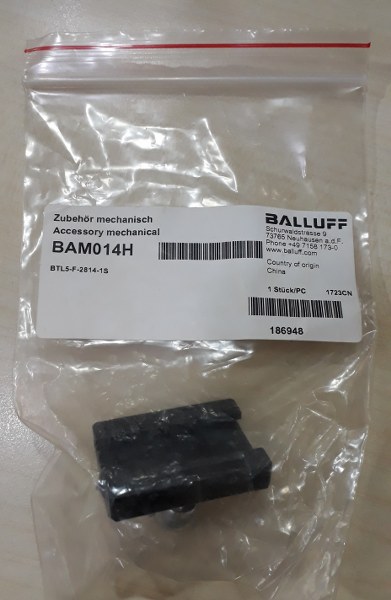 Zubehör mechanisch
Accessory mechanical
BAM014H
BTL5-F-2814-1S
BALLUFF
Schurwaldstrasse 9
73765 Neuhausen a.d.F.
Phone +49 7158 173-0
www.balluff.com
Country of origin
China
1 Stück/PC 1723CN
186948